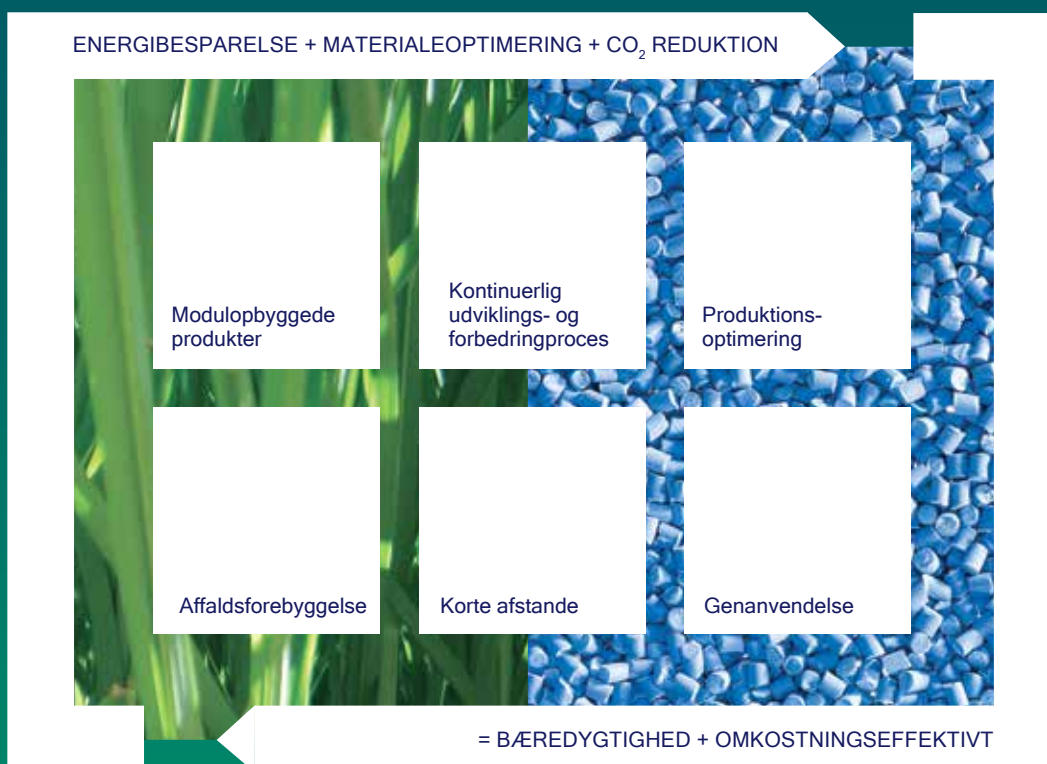 ENERGIBESPARELSE + MATERIALEOPTIMERING + CO₂ REDUKTION
Modulopbyggede
produkter
Kontinuerlig
udviklings- og
forbedringproces
Produktions-
optimering
Affaldsforebyggelse
Korte afstande
Genanvendelse
= BÆREDYGTIGHED + OMKOSTNINGSEFFEKTIVT